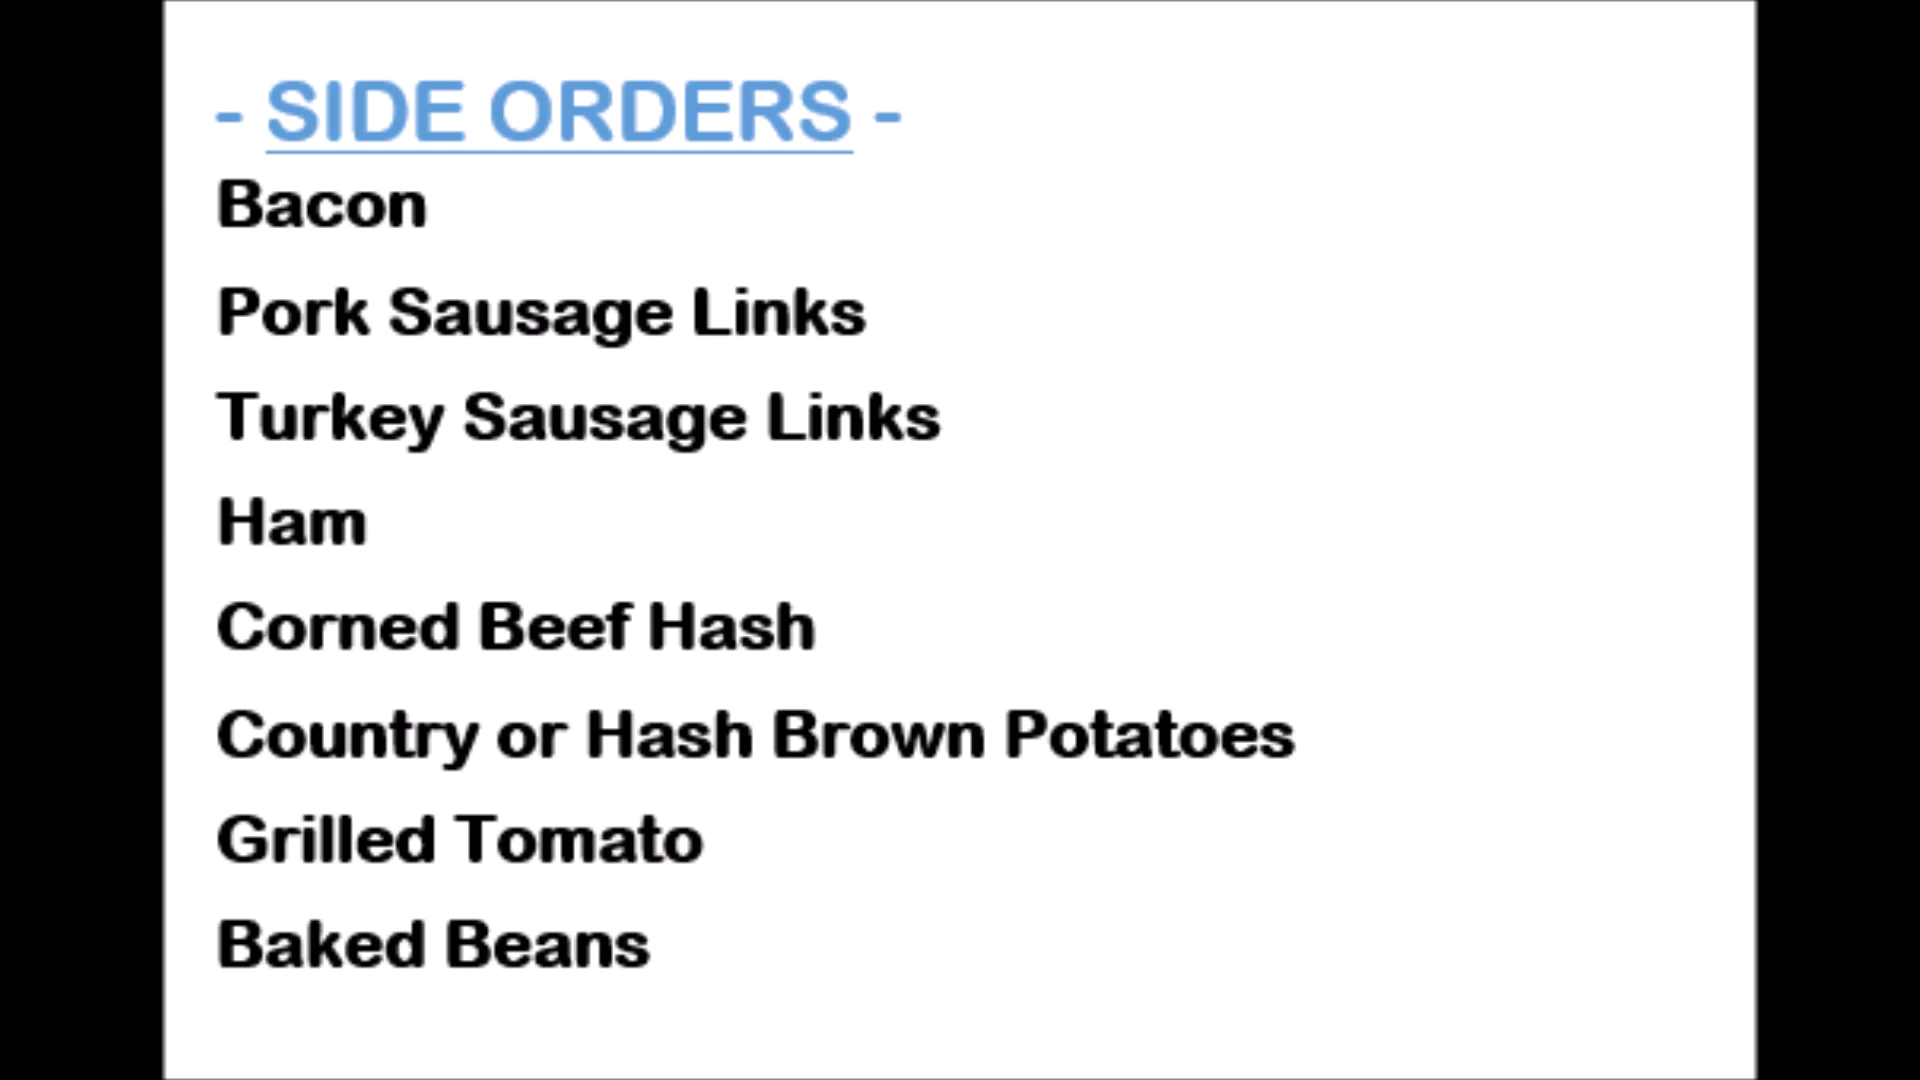 - SIDE ORDERS -
Bacon
Pork Sausage Links
Turkey Sausage Links
Ham
Corned Beef Hash
Country or Hash Brown Potatoes
Grilled Tomato
Baked Beans